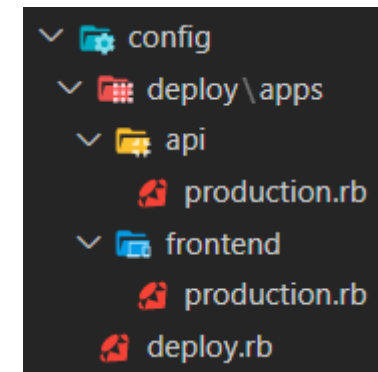 config
deploy\apps
api
production.rb
frontend
production.rb
deploy.rb